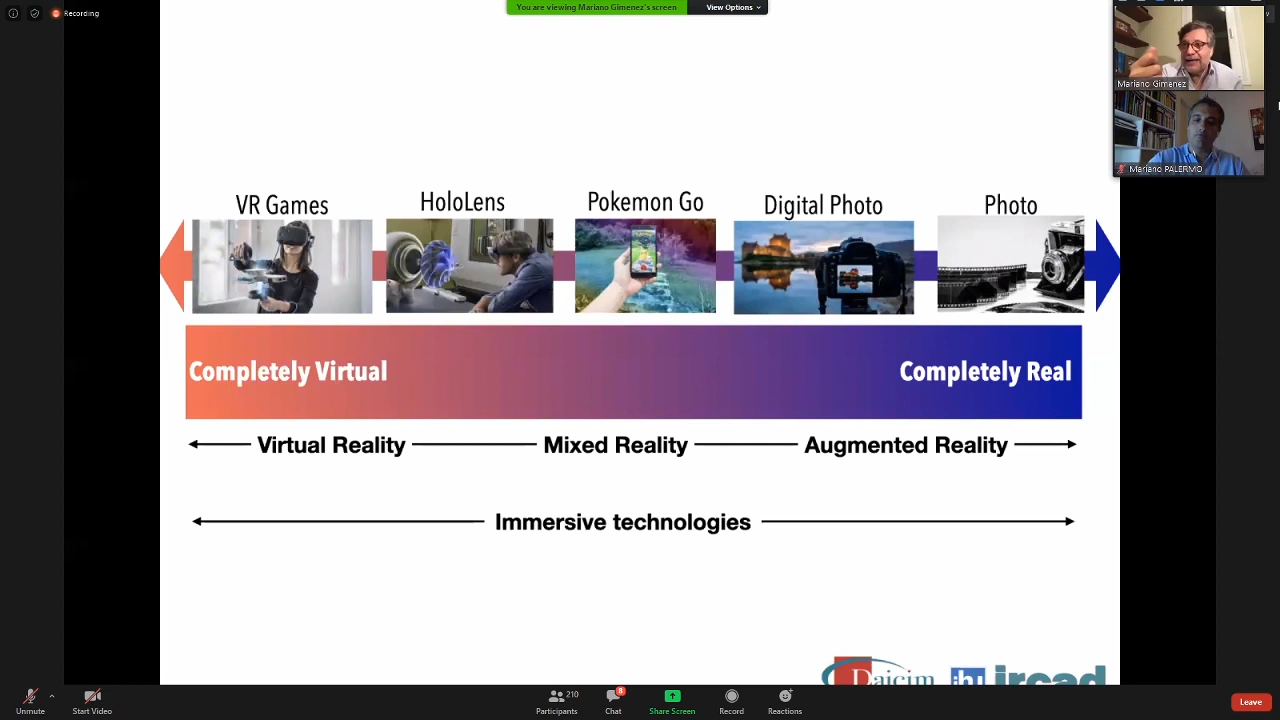 Recording
You are viewing Mariano Gimenez's screen
View Options
Mariano Gimenez
Mariano PALERMO
VR Games
HoloLens
Pokemon Go
Digital Photo
Photo
Completely Virtual
Completely Real
Virtual Reality
Mixed Reality
Augmented Reality
Immersive technologies
Daicim
ihu
ircad
Unmute
Start Video
210
Participants
8
Chat
Share Screen
Record
Reactions
Leave